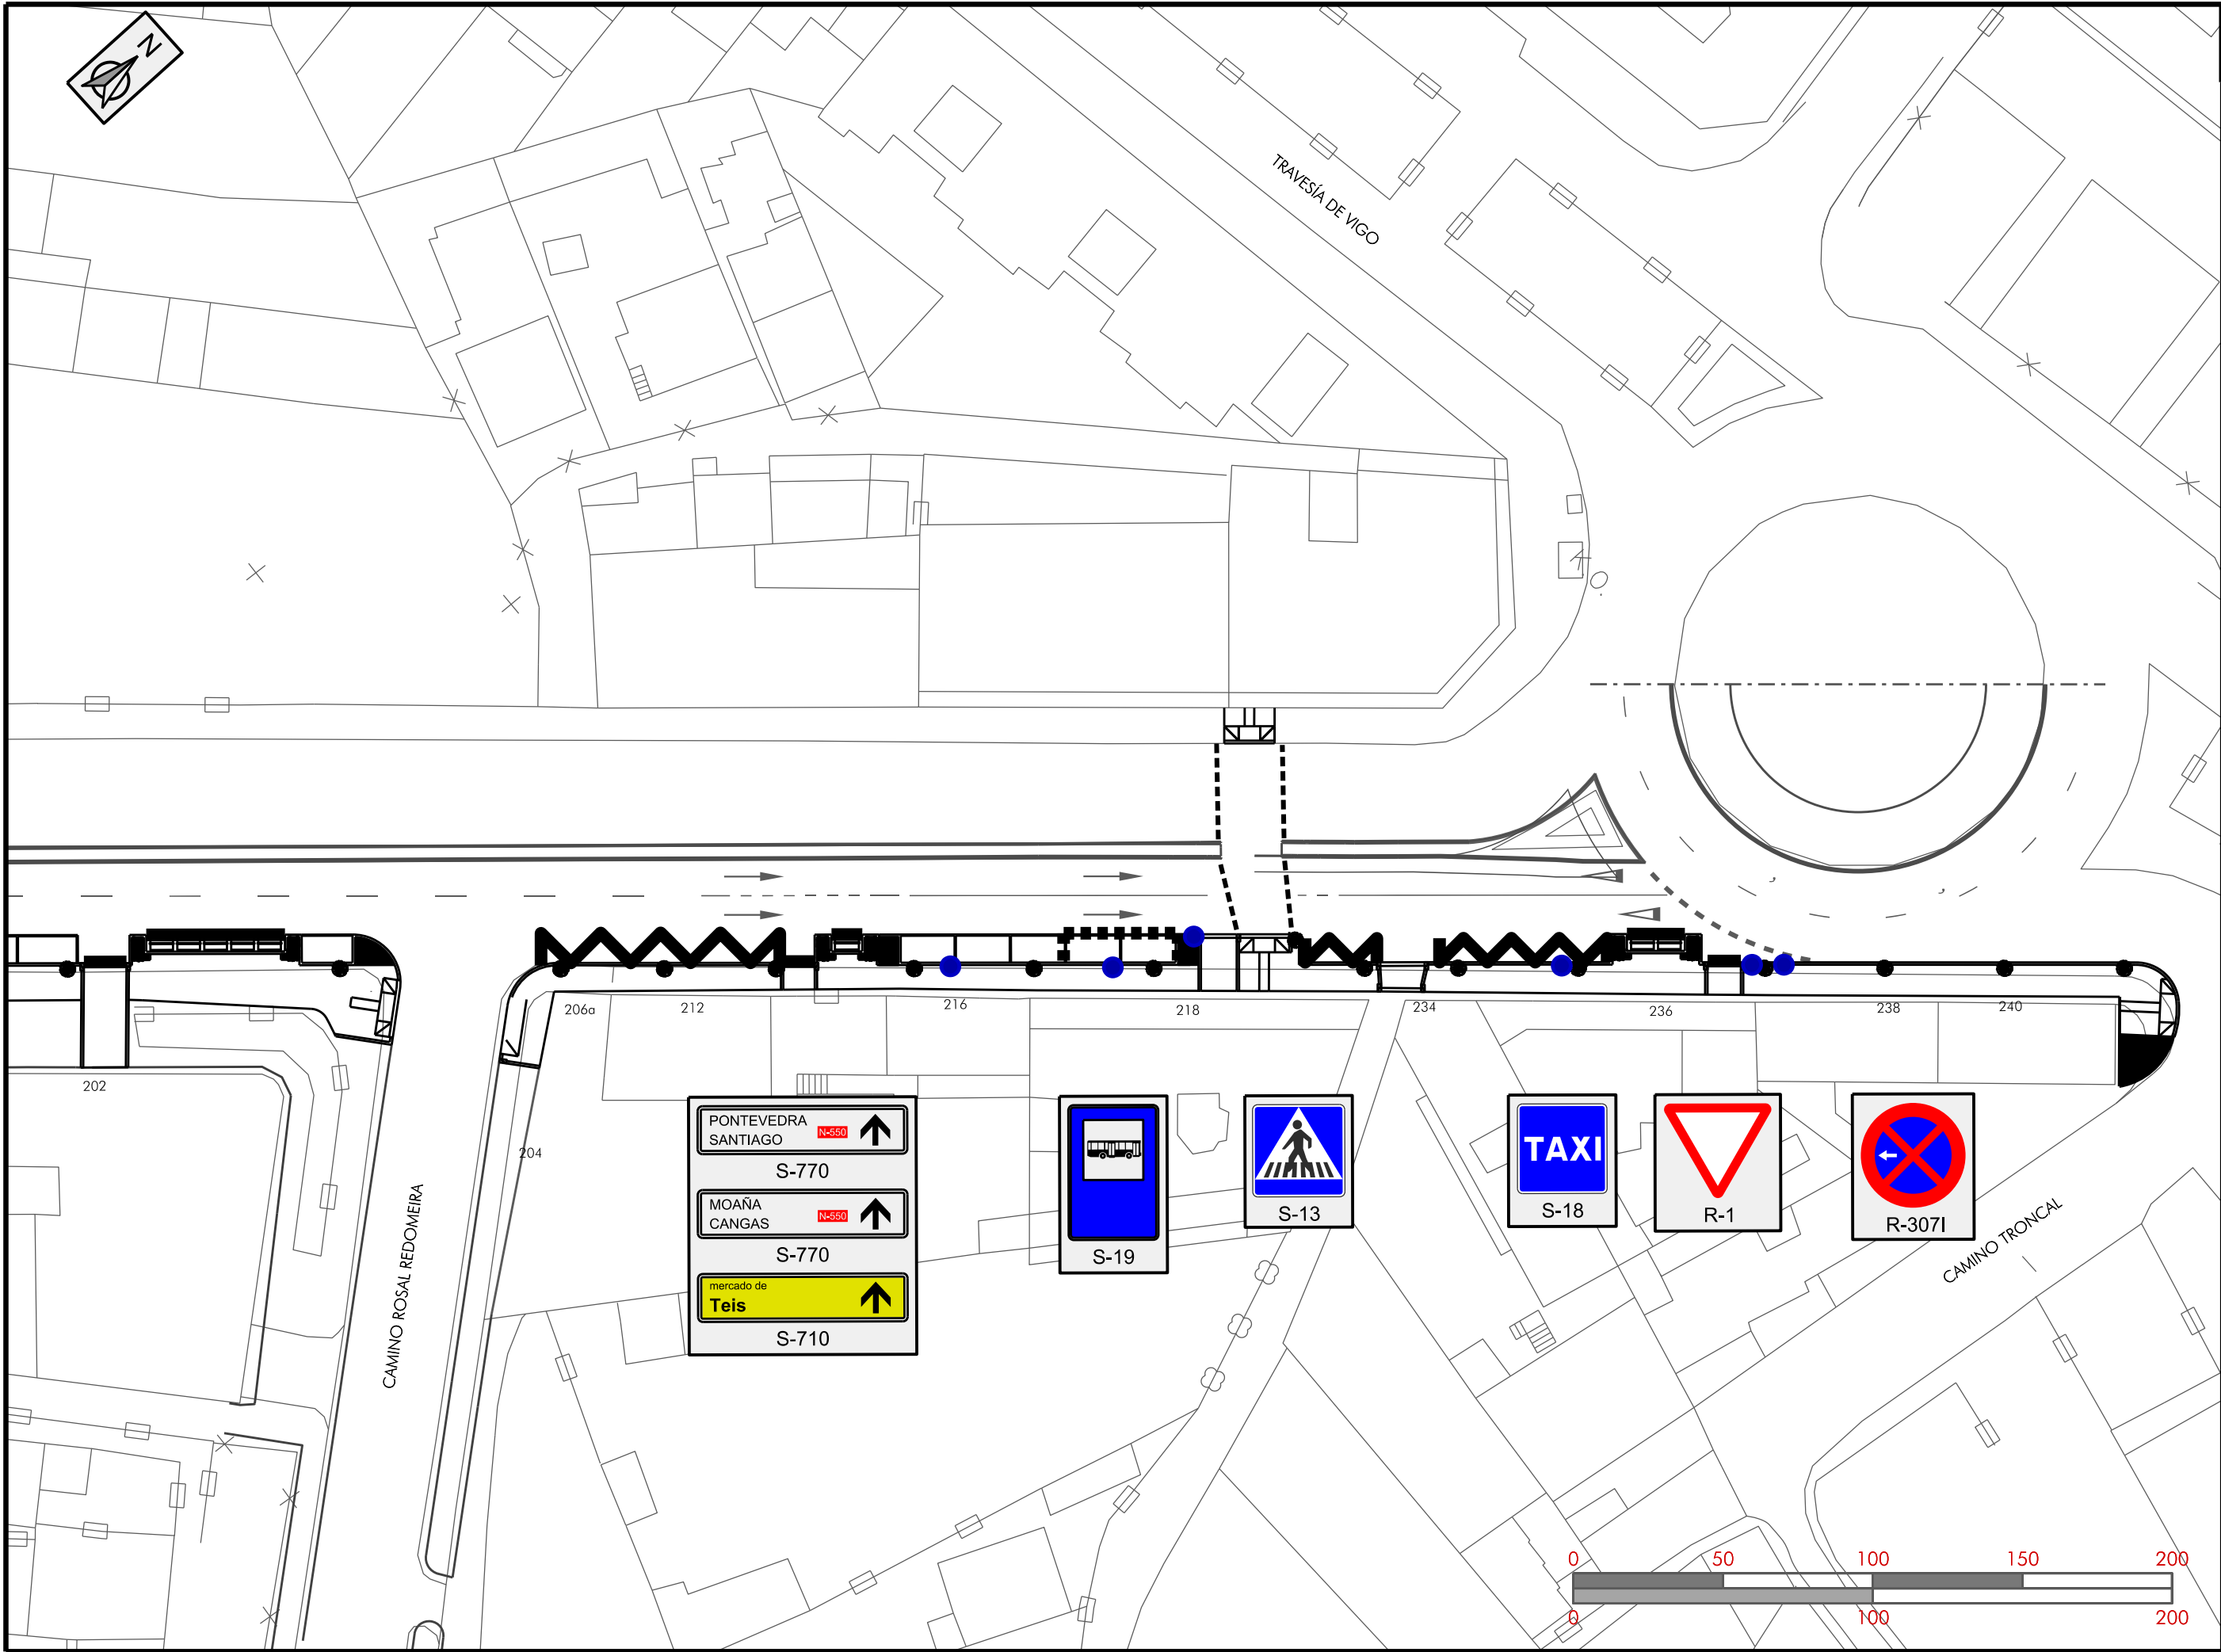 N
TRAVESÍA DE VIGO
206a
212
216
218
234
236
238
240
202
204
CAMINO ROSAL REDOMEIRA
PONTEVEDRA
SANTIAGO
N-550
S-770
MOAÑA
CANGAS
N-550
S-770
mercado de
Teis
S-710
S-19
S-13
TAXI
S-18
R-1
R-307I
CAMINO TRONCAL
0 50 100 150 200
0 100 200